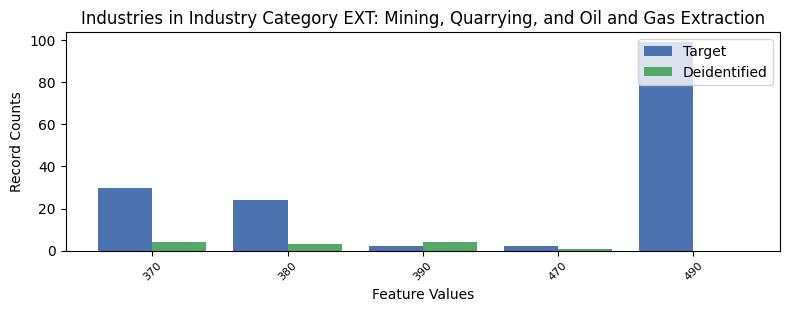 Industries in Industry Category EXT: Mining, Quarrying, and Oil and Gas Extraction
Target
Deidentified
Record Counts
100
80
60
40
20
0
370
380
390
470
490
Feature Values